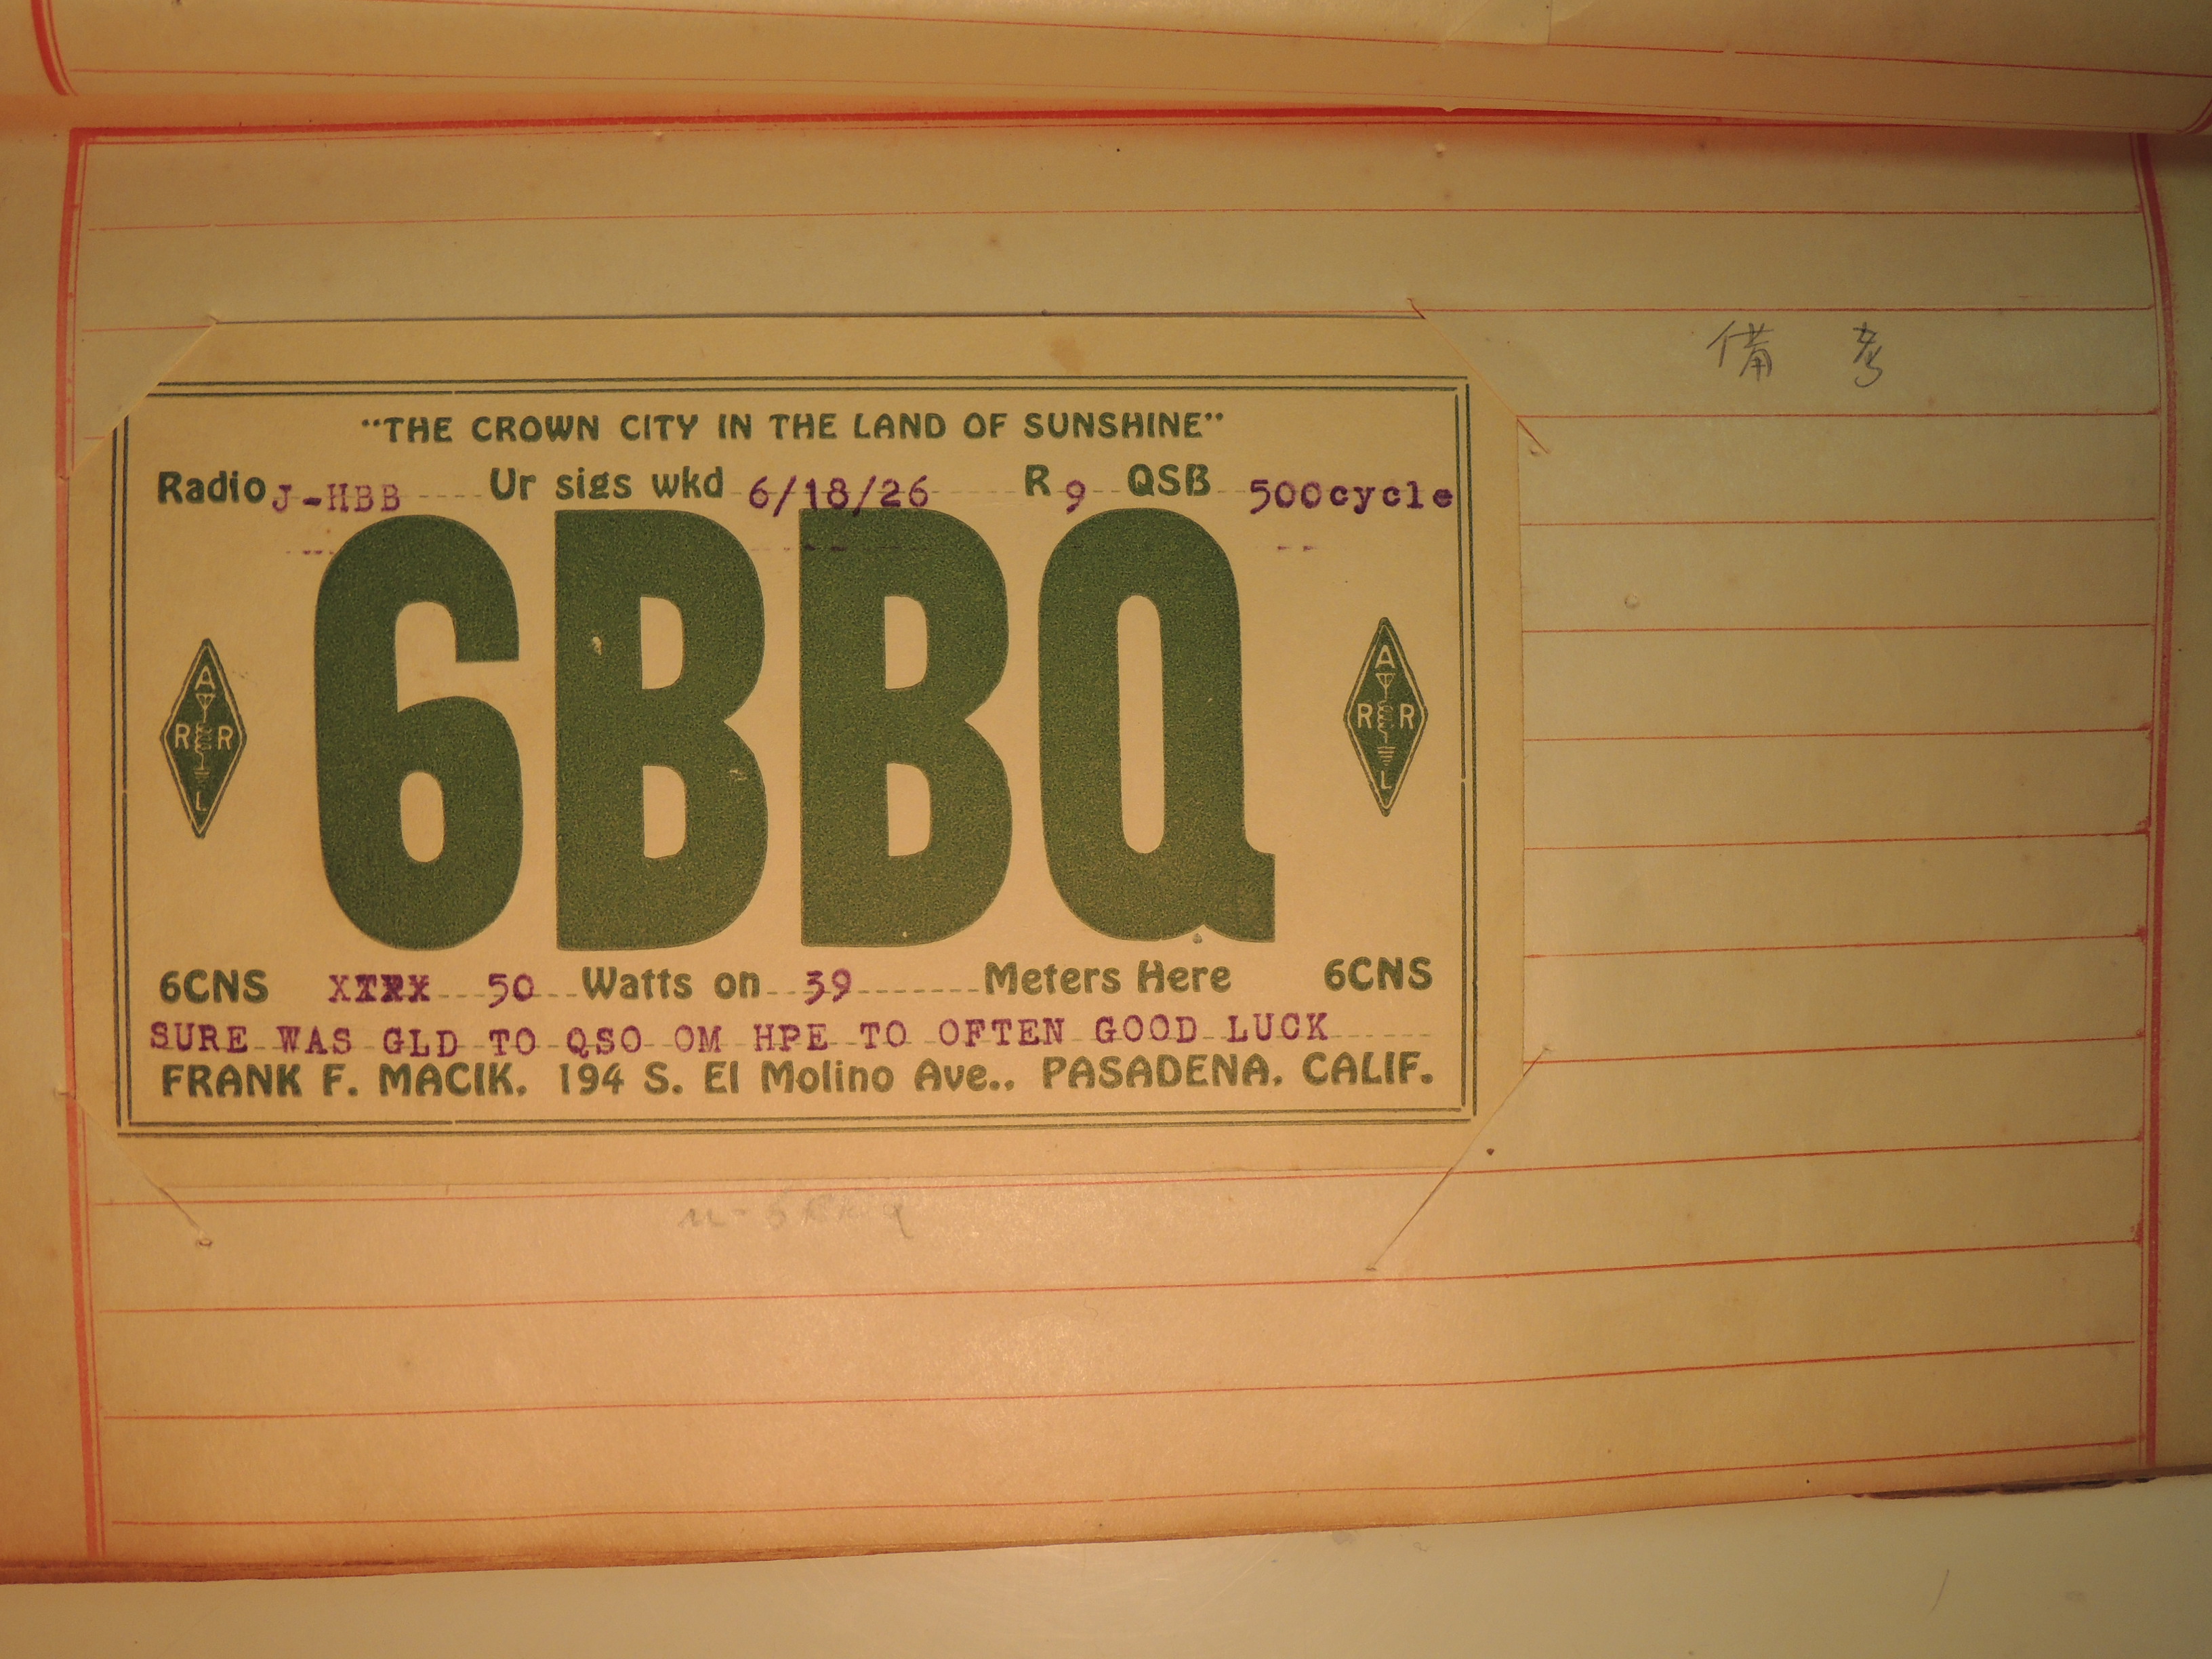 "THE CROWN CITY IN THE LAND OF SUNSHINE"
Radio J-HBB Ur sigs wkd 6/18/26 R 9 QSB 500cycle
6BBQ
A R R L
A R R L
6CNS 50 Watts on 39 Meters Here 6CNS
SURE WAS GLD TO QSO OM HPE TO OFTEN GOOD LUCK
FRANK F. MACIK, 194 S. El Molino Ave., PASADENA, CALIF.
備考